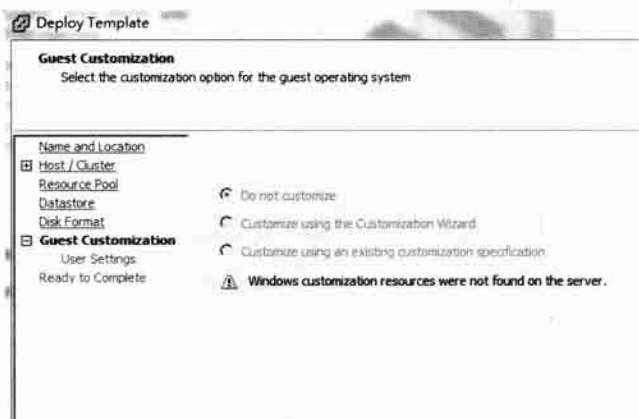 Deploy Template
Guest Customization
Select the customization option for the guest operating system
Name and Location
Host / Cluster
Resource Pool
Datastore
Disk Format
Guest Customization
User Settings
Ready to Complete
Do not customize
Customize using the Customization Wizard
Customize using an existing customization specification
Windows customization resources were not found on the server.